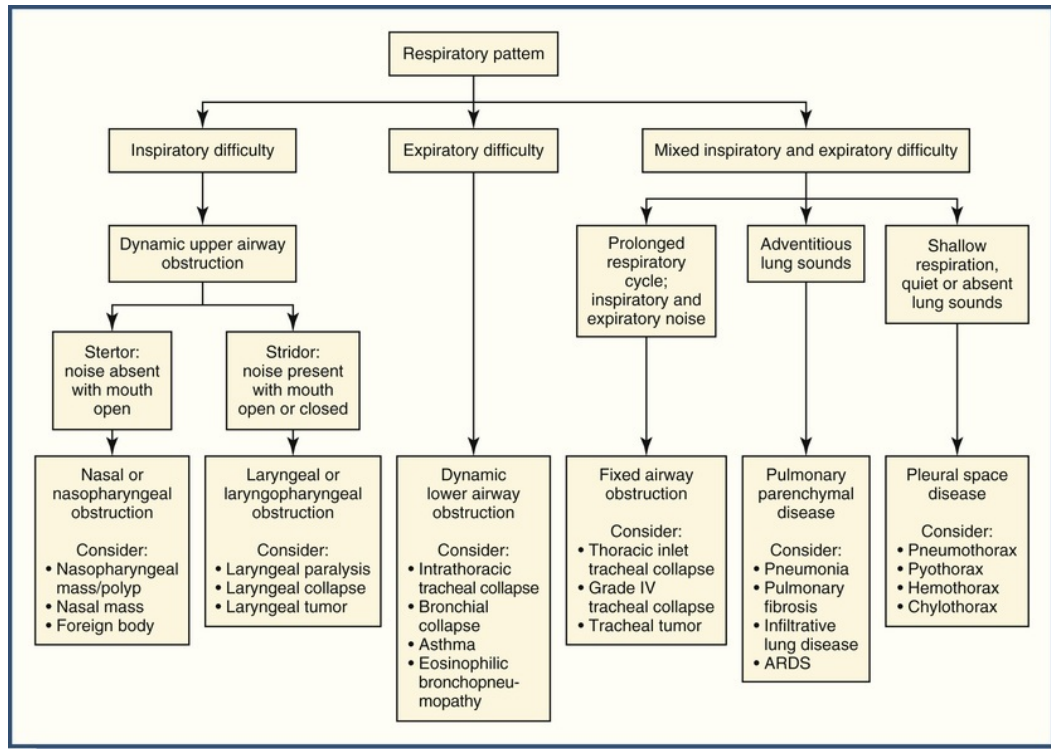 Respiratory pattem
Inspiratory difficulty
Expiratory difficulty
Mixed inspiratory and expiratory difficulty
Dynamic upper airway
obstruction
Prolonged
respiratory
cycle;
inspiratory and
expiratory noise
Adventitious
lung sounds
Shallow
respiration,
quiet or absent
lung sounds
Stertor:
noise absent
with mouth
open
Stridor:
noise present
with mouth
open or closed
Nasal or
nasopharyngeal
obstruction
Consider:
• Nasopharyngeal
mass/polyp
• Nasal mass
• Foreign body
Laryngeal or
laryngopharyngeal
obstruction
Consider:
• Laryngeal paralysis
• Laryngeal collapse
• Laryngeal tumor
Dynamic
lower airway
obstruction
Consider:
• Intrathoracic
tracheal collapse
• Bronchial
collapse
• Asthma
• Eosinophilic
bronchopneu-
mopathy
Fixed airway
obstruction
Consider:
• Thoracic inlet
tracheal collapse
• Grade IV
tracheal collapse
• Tracheal tumor
Pulmonary
parenchymal
disease
Consider:
• Pneumonia
• Pulmonary
fibrosis
• Infiltrative
lung disease
• ARDS
Pleural space
disease
Consider:
• Pneumothorax
• Pyothorax
• Hemothorax
• Chylothorax